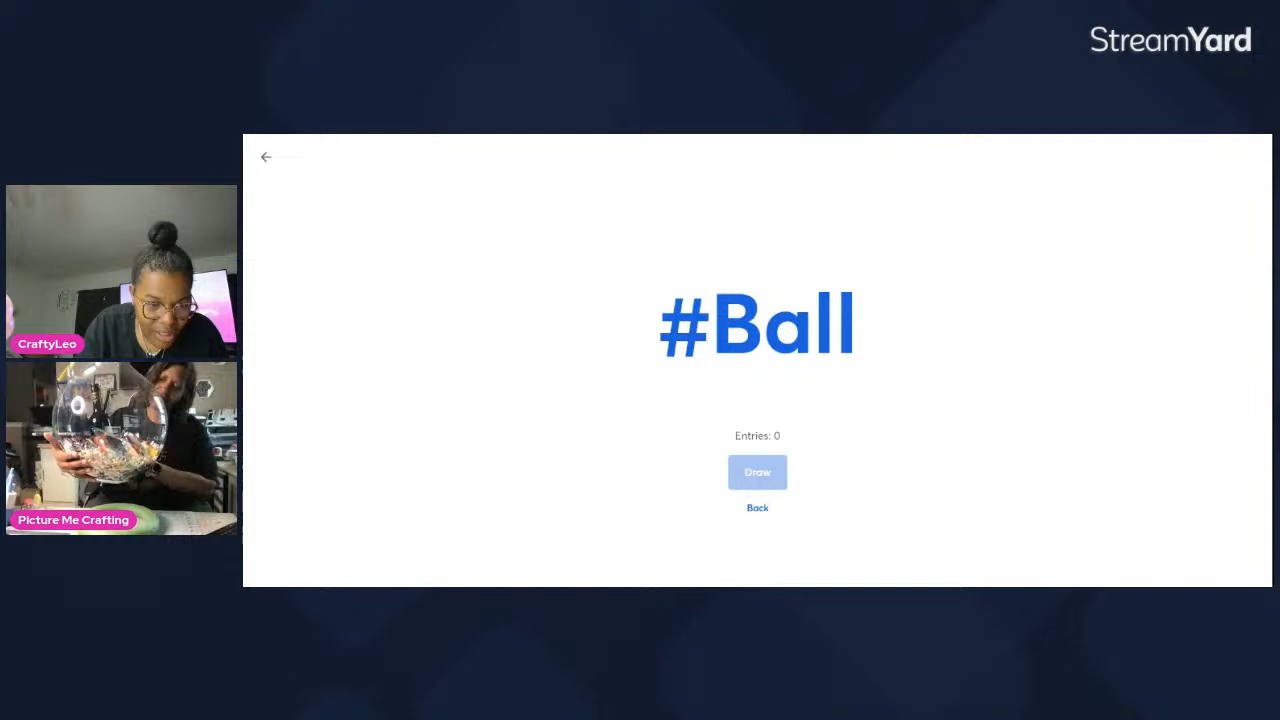 StreamYard
CraftyLeo
Picture Me Crafting
#Ball
Entries: 0
Draw
Back